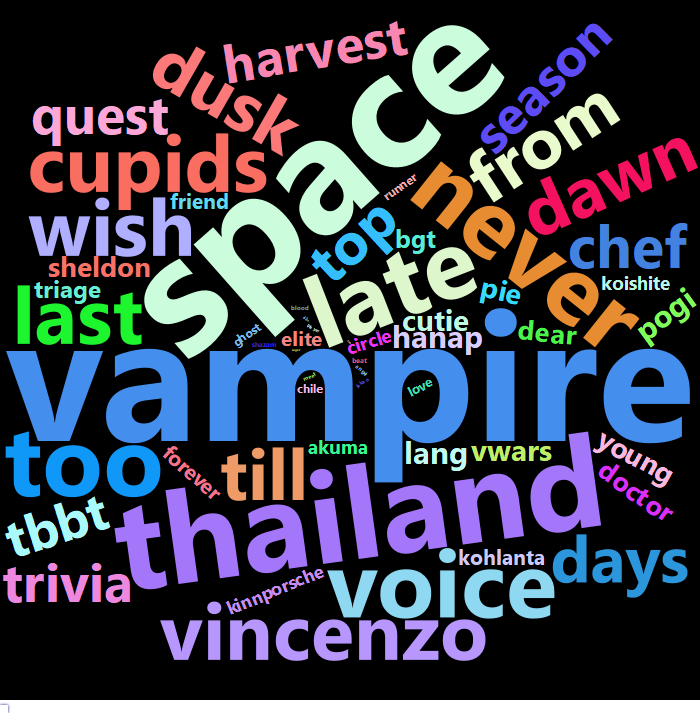 space
harvest
dusk
season
quest
from
cupids
dawn
runner
friend
never
wish
top
bgt
chef
sheldon
late
triage
pie
koishite
last
blood
cutie
pogi
ghost
elite
circle
hanap
dear
shazam
beat
vampire
chile
love
too
forever
till
akuma
lang
vwars
young
doctor
thailand
tbbt
kohlanta
days
trivia
kinnporsche
voice
vincenzo